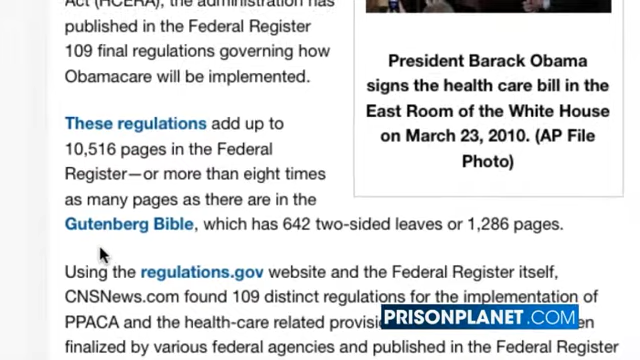 Act (HCERA), the administration has
published in the Federal Register
109 final regulations governing how
Obamacare will be implemented.
These regulations add up to
10,516 pages in the Federal
Register—or more than eight times
as many pages as there are in the
Gutenberg Bible, which has 642 two-sided leaves or 1,286 pages.
President Barack Obama
signs the health care bill in the
East Room of the White House
on March 23, 2010. (AP File
Photo)
Using the regulations.gov website and the Federal Register itself,
CNSNews.com found 109 distinct regulations for the implementation of
PPACA and the health-care related
finalized by various federal agencies and published in the Federal Register
PRISONPLANET.COM